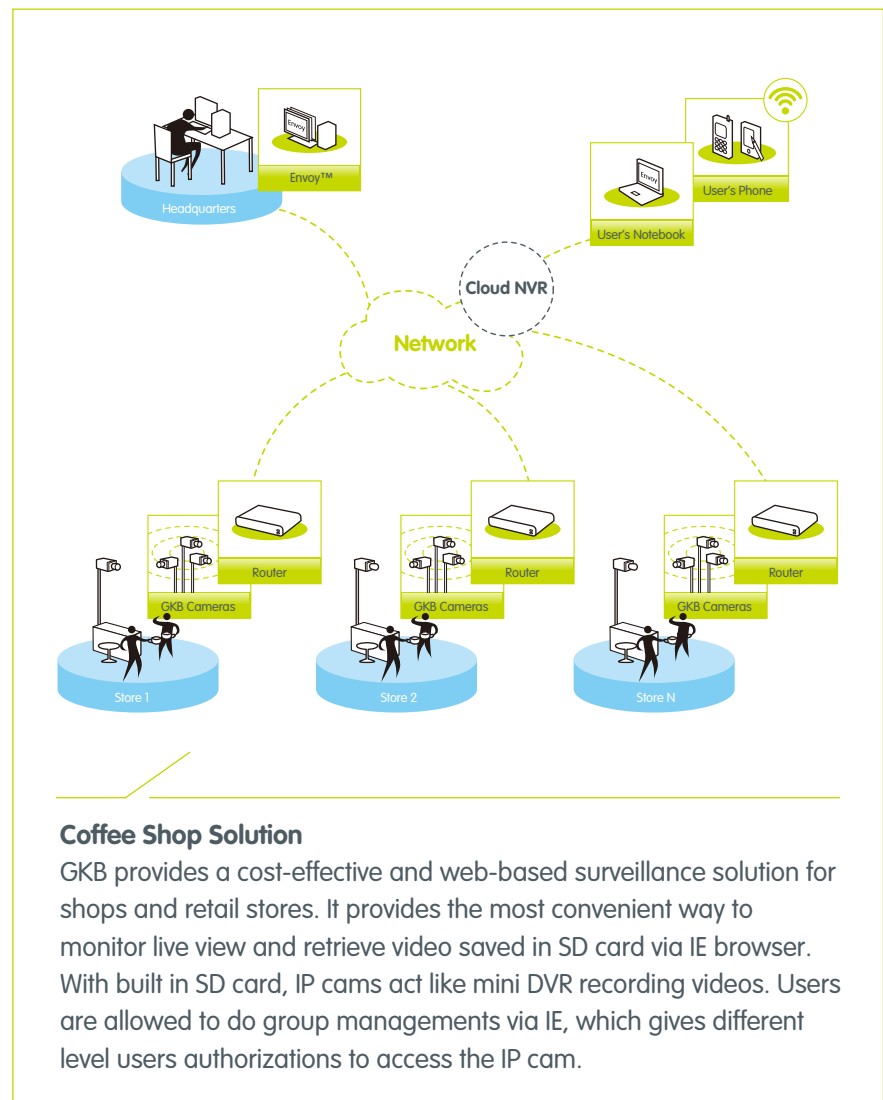 Envoy
Envoy™
Headquarters
User's Phone
Envoy
User's Notebook
Cloud NVR
Network
Router
Router
Router
GKB Cameras
GKB Cameras
GKB Cameras
Store 1
Store 2
Store N
Coffee Shop Solution
GKB provides a cost-effective and web-based surveillance solution for
shops and retail stores. It provides the most convenient way to
monitor live view and retrieve video saved in SD card via IE browser.
With built in SD card, IP cams act like mini DVR recording videos. Users
are allowed to do group managements via IE, which gives different
level users authorizations to access the IP cam.